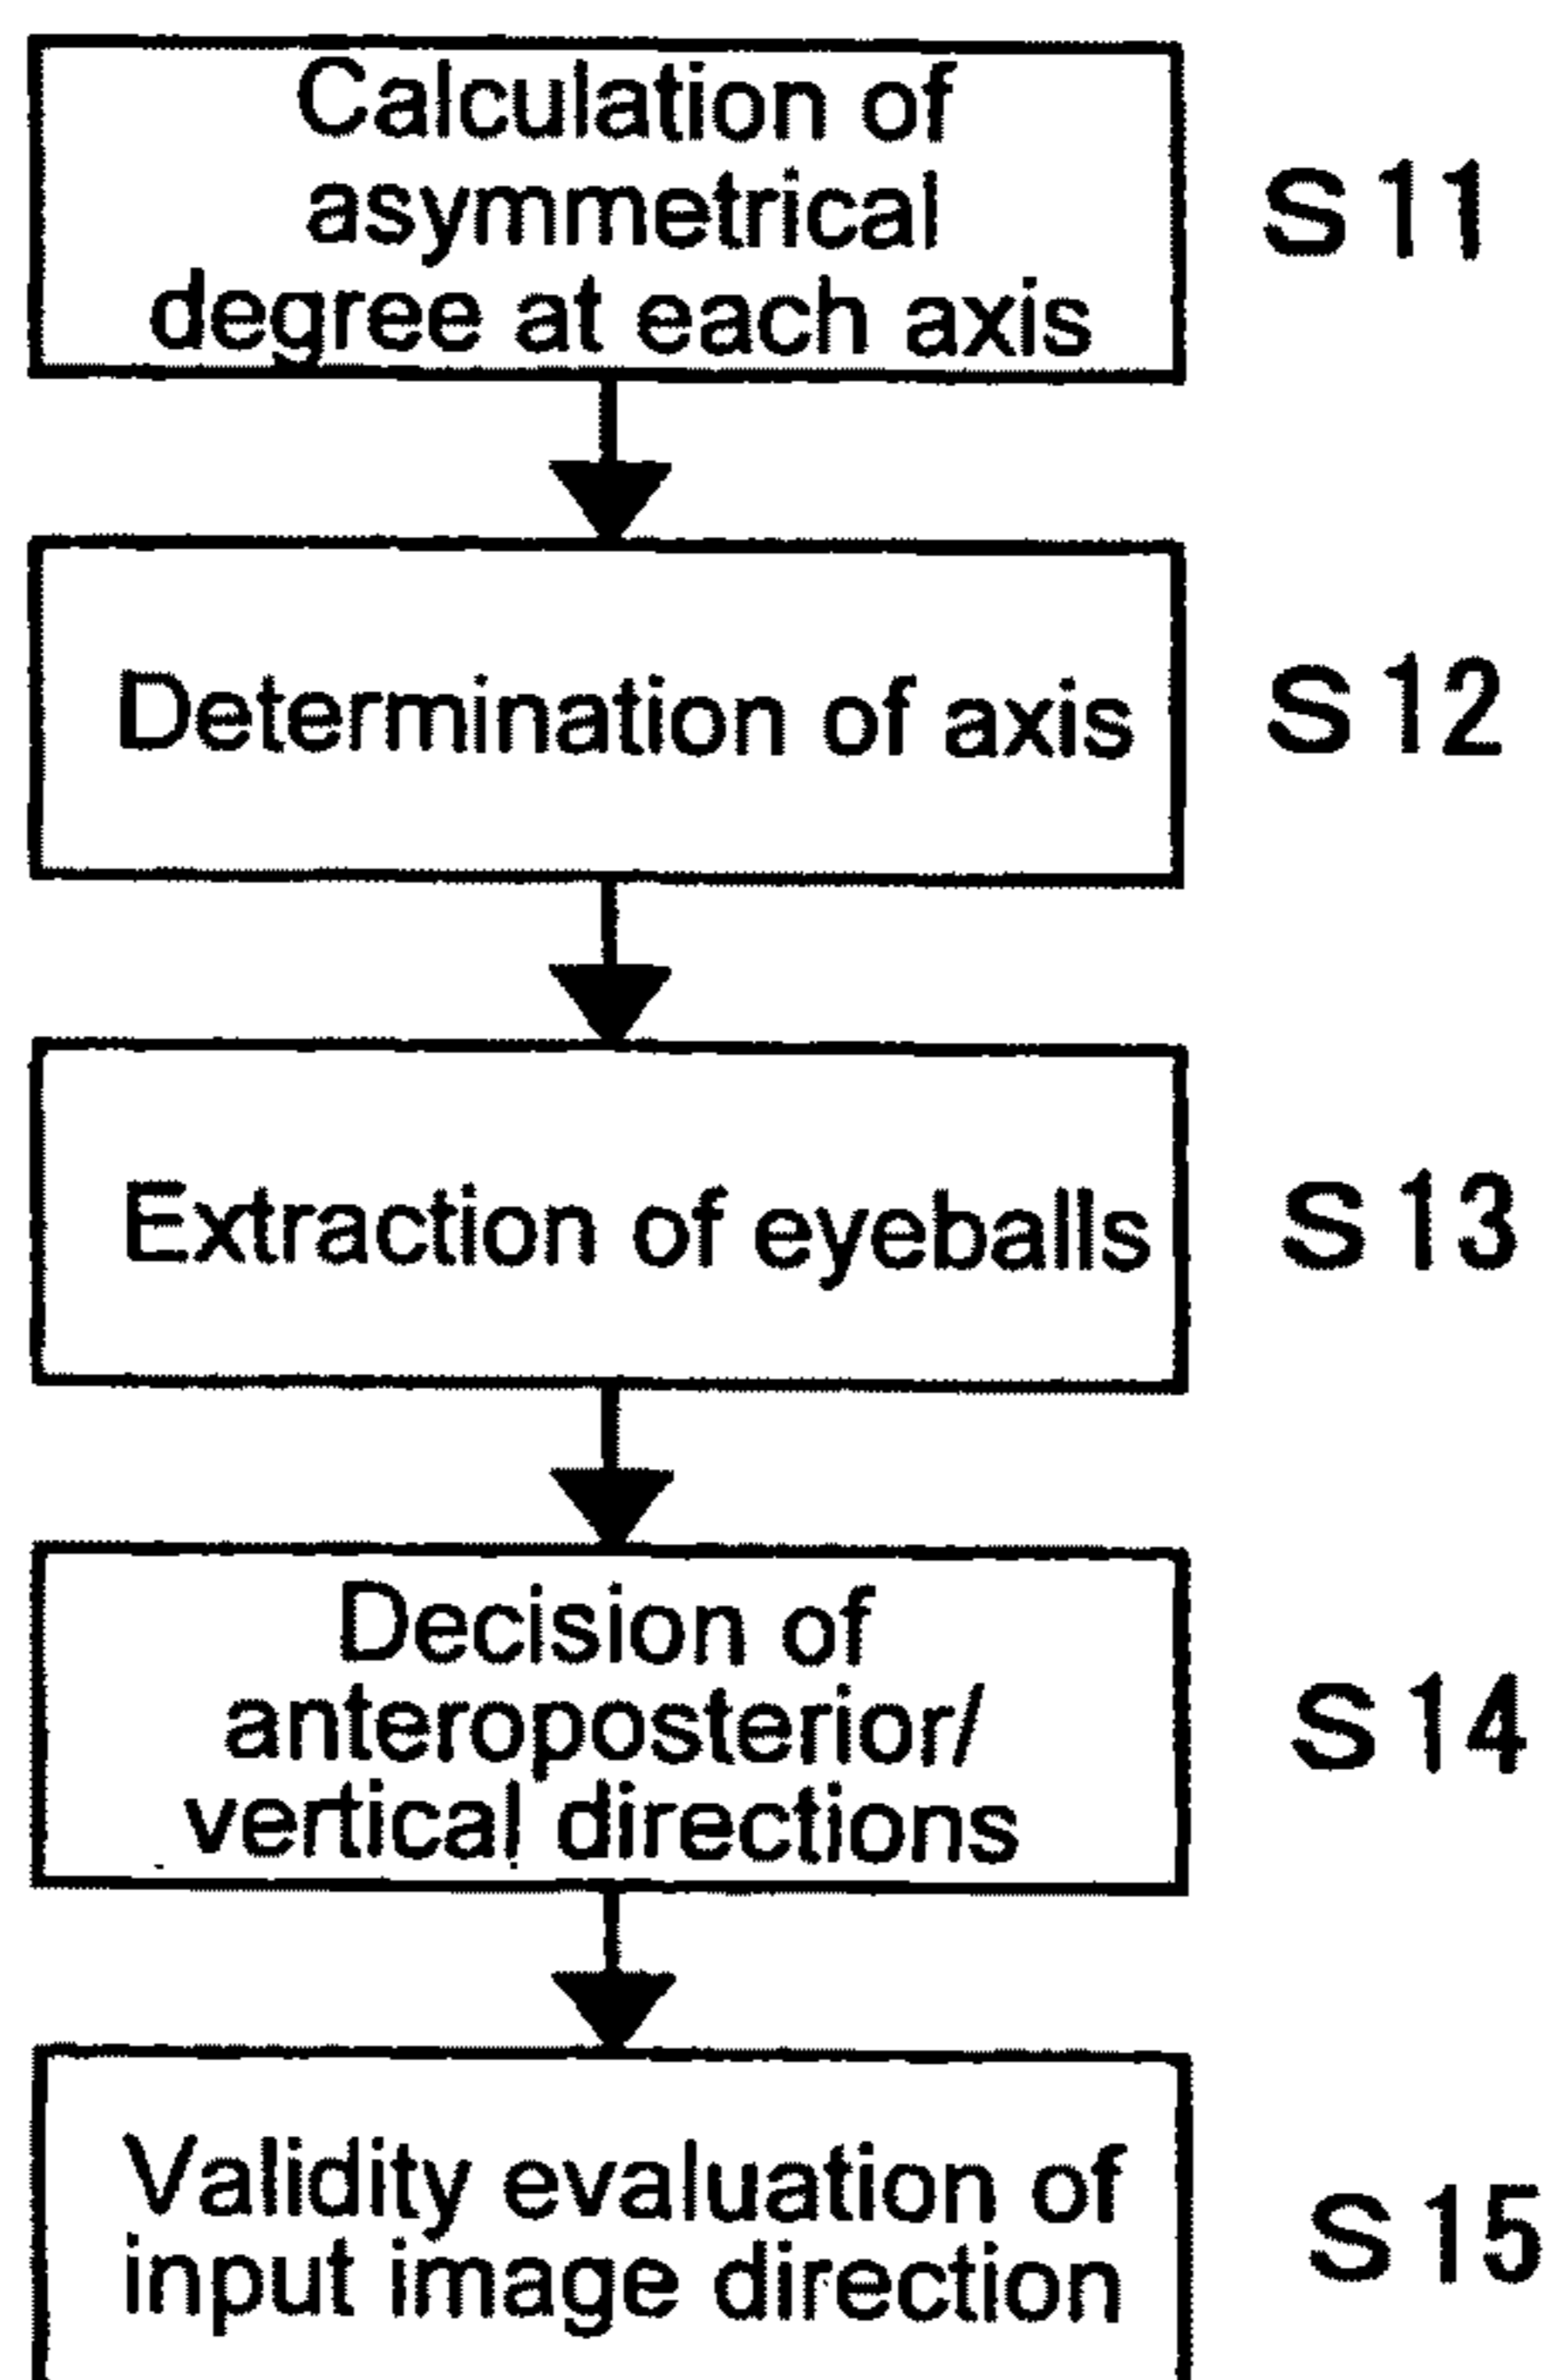 Calculation of
asymmetrical
degree at each axis
S11
Determination of axis
S12
Extraction of eyeballs
S13
Decision of
anteroposterior/
vertical directions
S14
Validity evaluation of
input image direction
S15